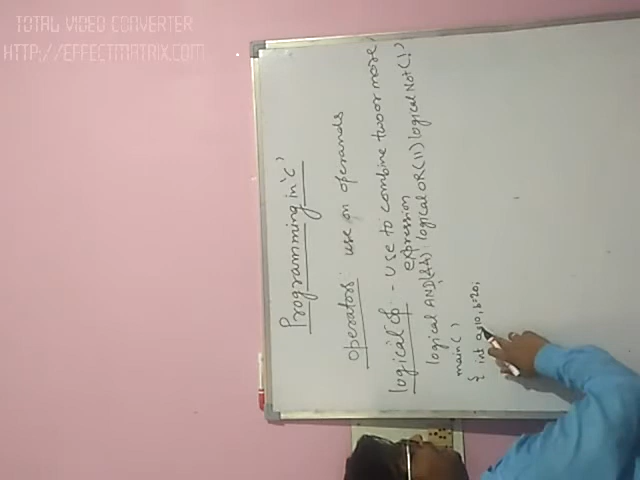 TOTAL VIDEO CONVERTER
HTTP://EFFECTMATRIX.COM
Programming in 'c'
operators: use on operands
logical op - use to combine two or more
expression
logical AND(&&) logical OR(||) logical Not(!)
main( )
{ int a=10, b=20;